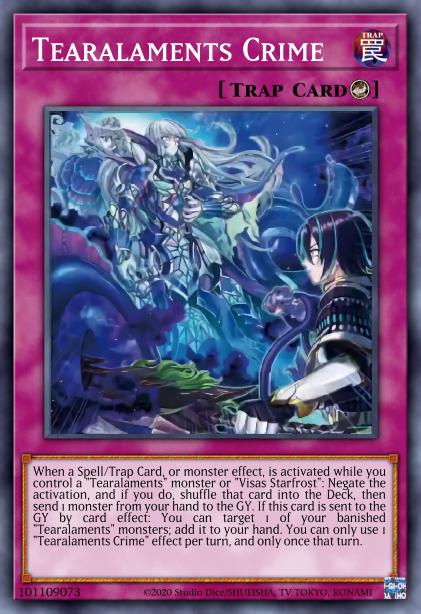 TEARALAMENTS CRIME
TRAP
罠
[TRAP CARD]
When a Spell/Trap Card, or monster effect, is activated while you
control a "Tearalaments" monster or "Visas Starfrost": Negate
the activation, and if you do, shuffle that card into the Deck, then
send 1 monster from your hand to the GY. If this card is sent to the
GY by card effect: You can target 1 of your banished
"Tearalaments" monsters; add it to your hand. You can only use 1
"Tearalaments Crime" effect per turn, and only once that turn.
101109073
©2020 Studio Dice/SHUEISHA, TV TOKYO, KONAMI